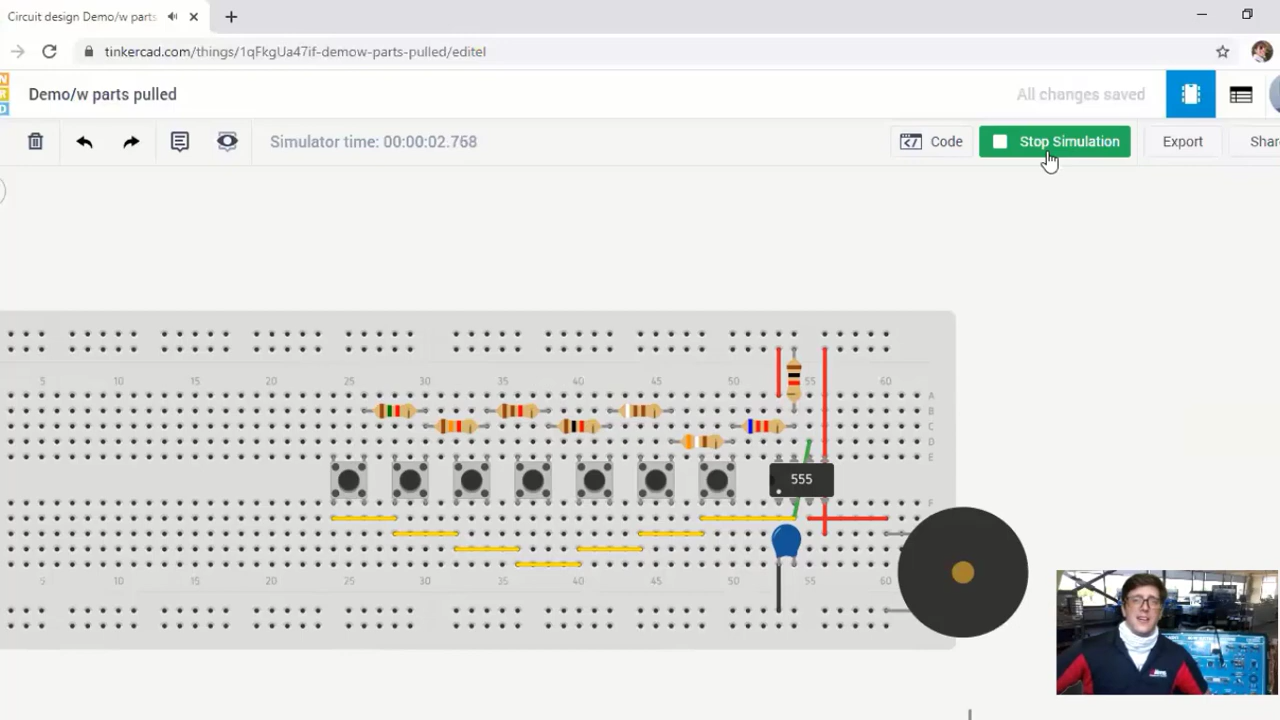 Circuit design Demo/w parts
tinkercad.com/things/1qFkgUa47if-demow-parts-pulled/editel
N
R
D
Demo/w parts pulled
All changes saved
Simulator time: 00:00:02.768
Code
Stop Simulation
Export
Shar
5 10 15 20 25 30 35 40 45 50 55 60
A
B
C
D
E
555
F
5 10 15 20 25 30 35 40 45 50 55 60